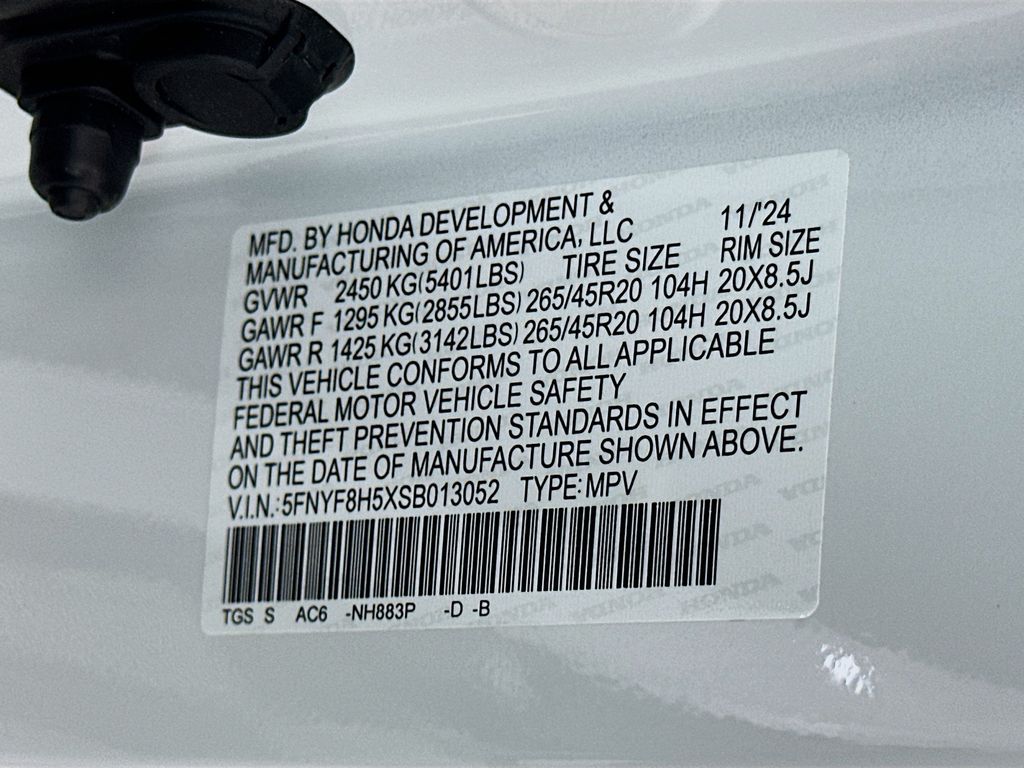 MFD. BY HONDA DEVELOPMENT &
MANUFACTURING OF AMERICA, LLC 11/'24
GVWR 2450 KG(5401LBS) TIRE SIZE RIM SIZE
GAWR F 1295 KG(2855LBS) 265/45R20 104H 20X8.5J
GAWR R 1425 KG(3142LBS) 265/45R20 104H 20X8.5J
THIS VEHICLE CONFORMS TO ALL APPLICABLE
FEDERAL MOTOR VEHICLE SAFETY
AND THEFT PREVENTION STANDARDS IN EFFECT
ON THE DATE OF MANUFACTURE SHOWN ABOVE.
V.I.N.:5FNYF8H5XSB013052 TYPE:MPV
TGS S AC6 -NH883P -D -B